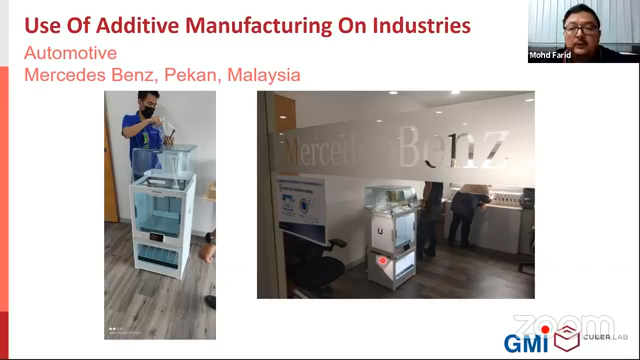 Use Of Additive Manufacturing On Industries
Automotive
Mercedes Benz, Pekan, Malaysia
Mohd Farid
Mercedes-Benz
U
zoom
GMI
CULER LAB